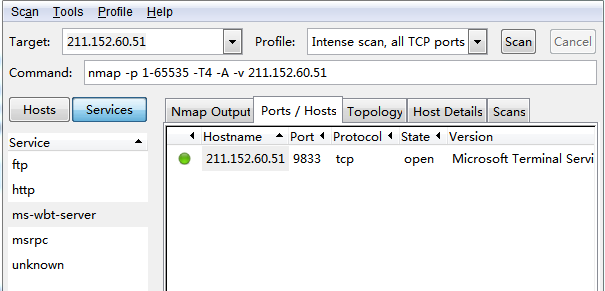 Scan Tools Profile Help
Target: 211.152.60.51 Profile: Intense scan, all TCP ports Scan Cancel
Command: nmap -p 1-65535 -T4 -A -v 211.152.60.51
Hosts Services Nmap Output Ports / Hosts Topology Host Details Scans
Service Hostname Port Protocol State Version
ftp 211.152.60.51 9833 tcp open Microsoft Terminal Servi
http
ms-wbt-server
msrpc
unknown